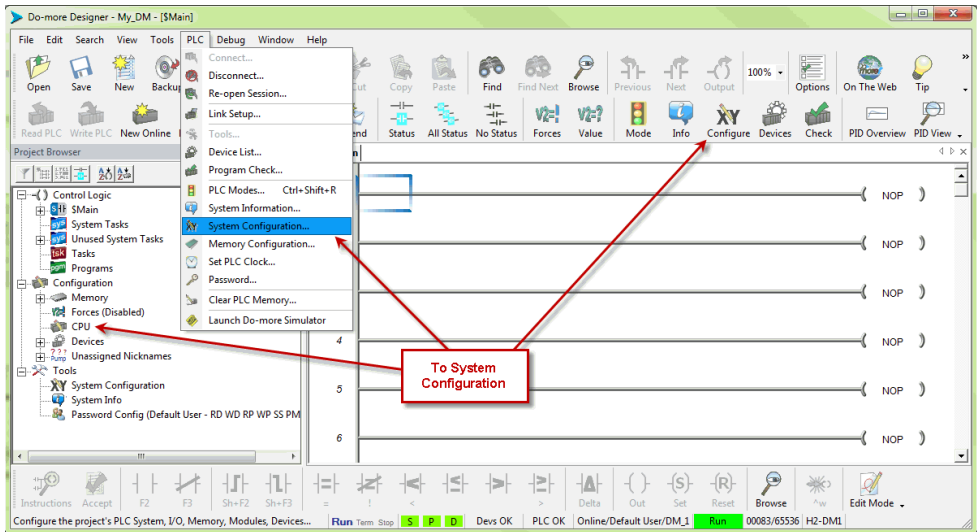 Do-more Designer - My_DM - [$Main]
File Edit Search View Tools PLC Debug Window Help
Open Save New Backup Cut Copy Paste Find Find Next Browse Previous Next Output 100% Options On The Web Tip
Read PLC Write PLC New Online Status All Status No Status Forces Value Mode Info Configure Devices Check PID Overview PID View
Project Browser
Control Logic
$Main
System Tasks
Unused System Tasks
Tasks
Programs
Configuration
Memory
Forces (Disabled)
CPU
Devices
Unassigned Nicknames
Tools
System Configuration
System Info
Password Config (Default User - RD WD RP WP SS PM
Connect...
Disconnect...
Re-open Session...
Link Setup...
Tools...
Device List...
Program Check...
PLC Modes... Ctrl+Shift+R
System Information...
System Configuration...
Memory Configuration...
Set PLC Clock...
Password...
Clear PLC Memory...
Launch Do-more Simulator
NOP
NOP
NOP
4 NOP
5 NOP
6 NOP
To System
Configuration
Instructions Accept F2 F3 Sh+F2 Sh+F3 = ! < ≤ > ≥ Delta Out Set Reset Browse ^w Edit Mode
Configure the project's PLC System, I/O, Memory, Modules, Devices... Run Term Stop S P D Devs OK PLC OK Online/Default User/DM_1 Run 00083/65536 H2-DM1